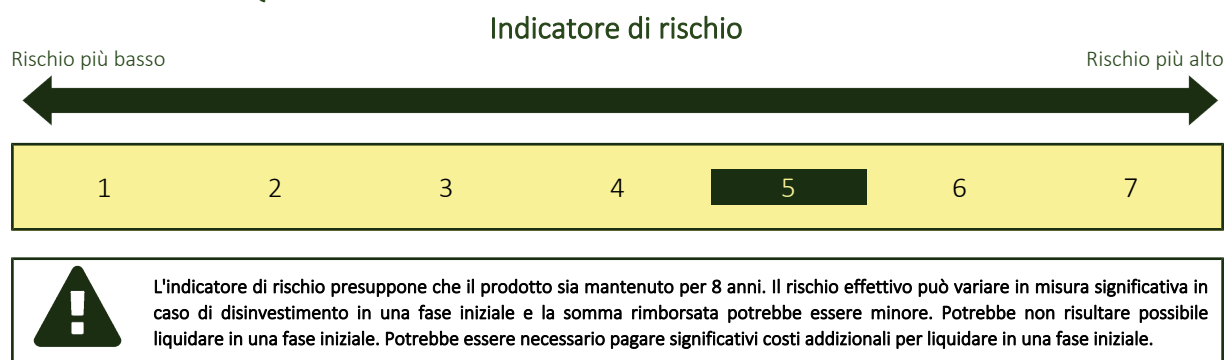 Indicatore di rischio
Rischio più basso
Rischio più alto
1 2 3 4 5 6 7
L'indicatore di rischio presuppone che il prodotto sia mantenuto per 8 anni. Il rischio effettivo può variare in misura significativa in
caso di disinvestimento in una fase iniziale e la somma rimborsata potrebbe essere minore. Potrebbe non risultare possibile
liquidare in una fase iniziale. Potrebbe essere necessario pagare significativi costi addizionali per liquidare in una fase iniziale.